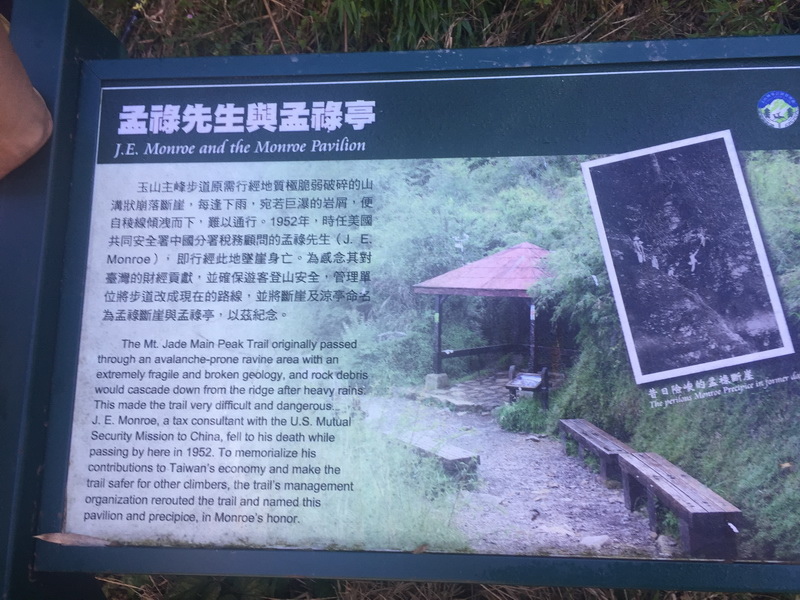 孟祿先生與孟祿亭
J.E. Monroe and the Monroe Pavilion
玉山主峰步道原需行經地質極脆弱破碎的山
溝狀崩落斷崖，每逢下雨，宛若巨瀑的岩屑，便
自稜線傾洩而下，難以通行。1952年，時任美國
共同安全署中國分署稅務顧問的孟祿先生（J. E.
Monroe），即行經此地墜崖身亡。為感念其對
臺灣的財經貢獻，並確保遊客登山安全，管理單
位將步道改成現在的路線，並將斷崖及涼亭命名
為孟祿斷崖與孟祿亭，以茲紀念。
The Mt. Jade Main Peak Trail originally passed
through an avalanche-prone ravine area with an
extremely fragile and broken geology, and rock debris
would cascade down from the ridge after heavy rains.
This made the trail very difficult and dangerous.
J. E. Monroe, a tax consultant with the U.S. Mutual
Security Mission to China, fell to his death while
passing by here in 1952. To memorialize his
contributions to Taiwan's economy and make the
trail safer for other climbers, the trail's management
organization rerouted the trail and named this
pavilion and precipice, in Monroe's honor.
昔日險峻的孟祿斷崖
The perilous Monroe Precipice in former da